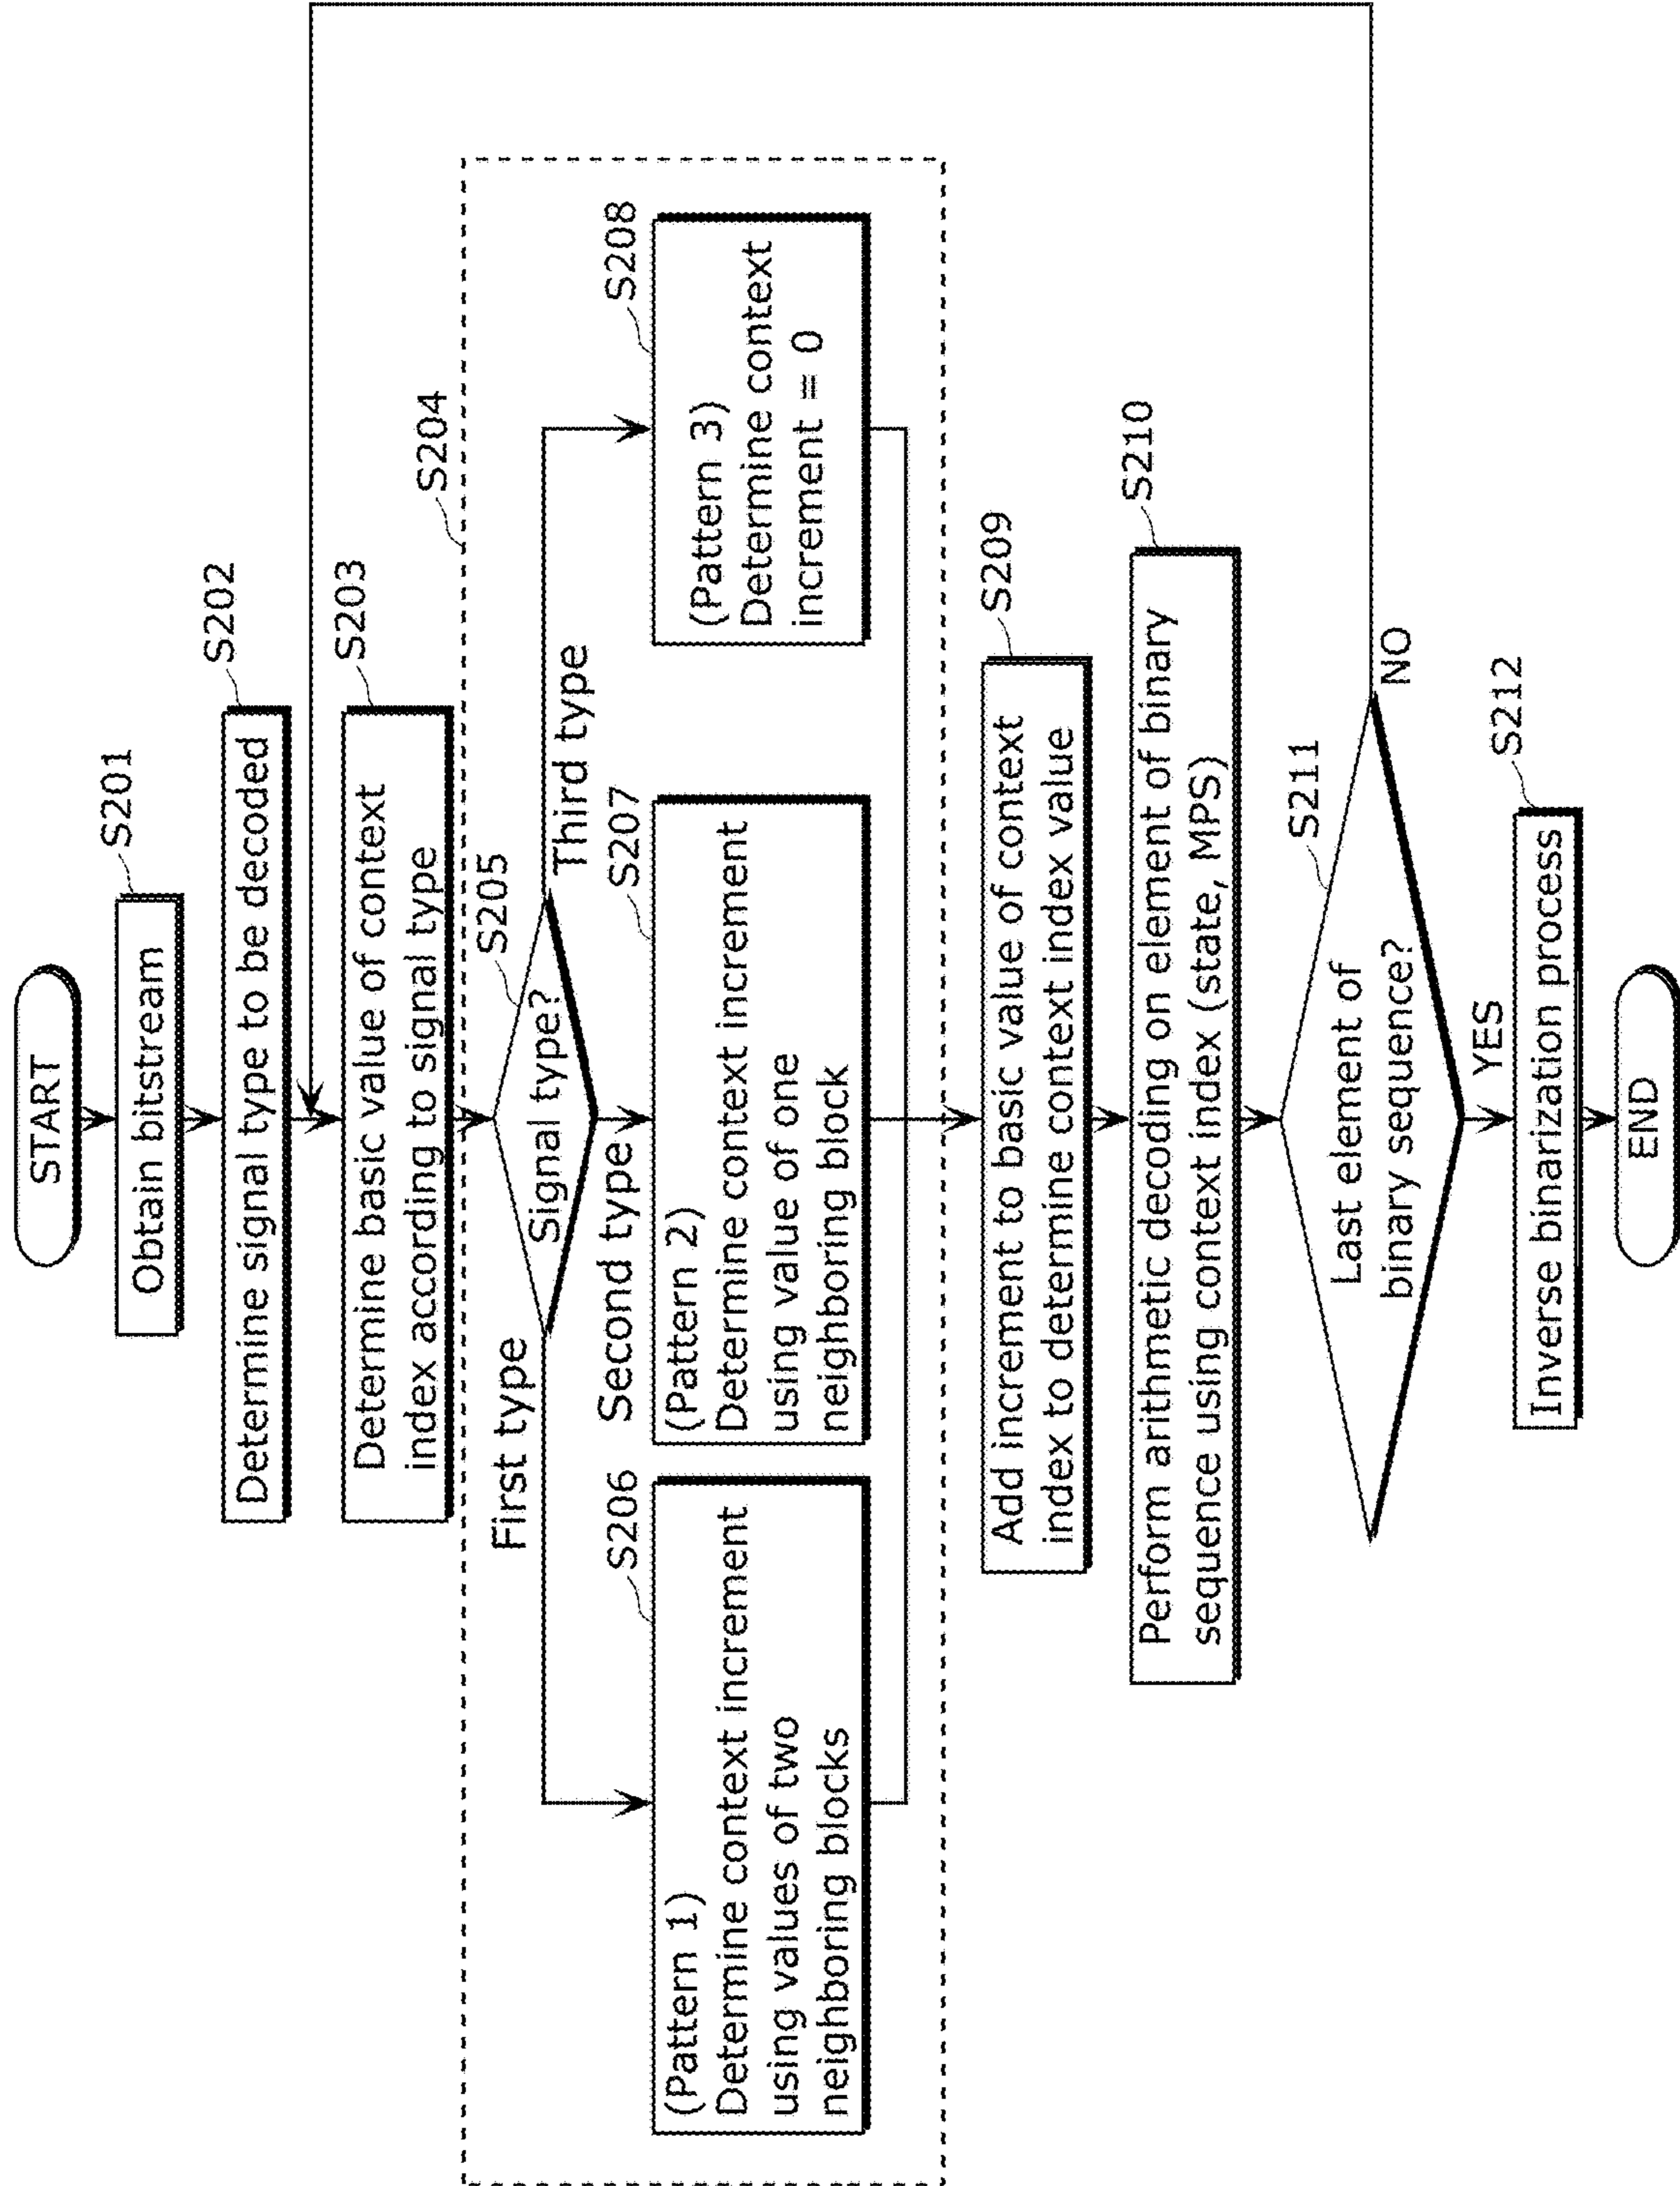 START
S201
Obtain bitstream
S202
Determine signal type to be decoded
S203
Determine basic value of context
index according to signal type
S204
S205
Signal type?
First type
Second type
Third type
S206
(Pattern 1)
Determine context increment
using values of two
neighboring blocks
S207
(Pattern 2)
Determine context increment
using value of one
neighboring block
S208
(Pattern 3)
Determine context
increment = 0
S209
Add increment to basic value of context
index to determine context index value
S210
Perform arithmetic decoding on element of binary
sequence using context index (state, MPS)
S211
Last element of
binary sequence?
NO
YES
S212
Inverse binarization process
END